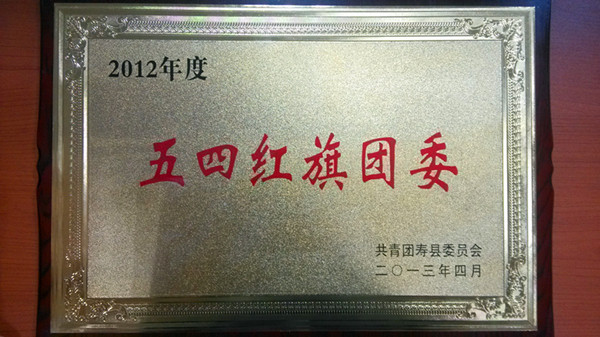 2012年度
五四红旗团委
共青团寿县委员会
二〇一三年四月